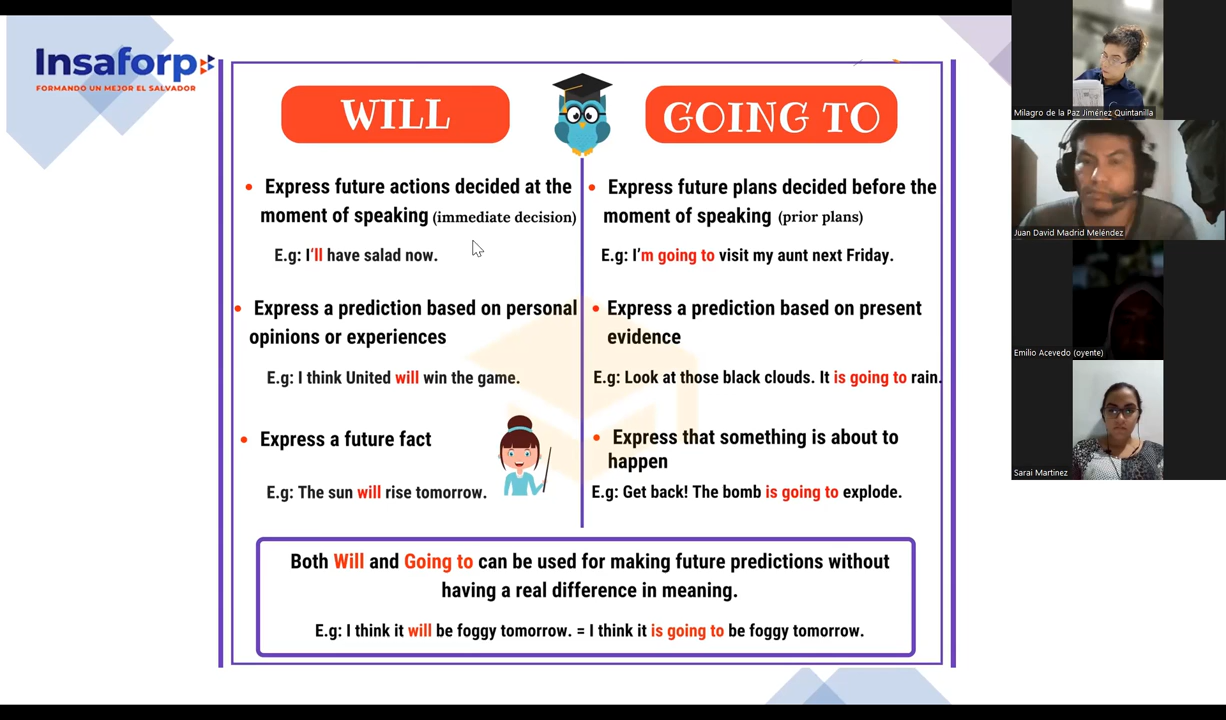 Insaforp
FORMANDO UN MEJOR EL SALVADOR
WILL
GOING TO
• Express future actions decided at the
moment of speaking (immediate decision)
E.g: I'll have salad now.
• Express a prediction based on personal
opinions or experiences
E.g: I think United will win the game.
• Express a future fact
E.g: The sun will rise tomorrow.
• Express future plans decided before the
moment of speaking (prior plans)
E.g: I'm going to visit my aunt next Friday.
• Express a prediction based on present
evidence
E.g: Look at those black clouds. It is going to rain.
• Express that something is about to
happen
E.g: Get back! The bomb is going to explode.
Both Will and Going to can be used for making future predictions without
having a real difference in meaning.
E.g: I think it will be foggy tomorrow. = I think it is going to be foggy tomorrow.
Milagro de la Paz Jiménez Quintanilla
Juan David Madrid Meléndez
Emilio Acevedo (oyente)
Sarai Martinez